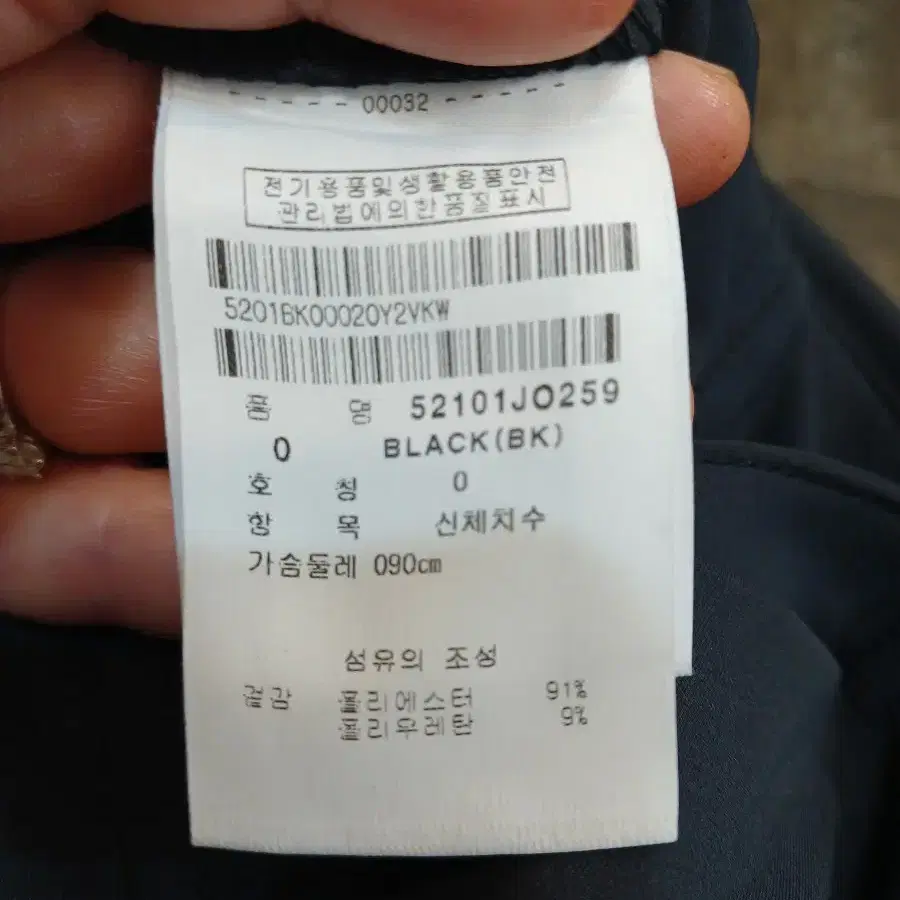 - - - - - 00032 - - - - -
전기용품및생활용품안전
관리법에의한품질표시
5201BK00020Y2VKW
품 명 52101JO259
0 BLACK(BK)
호 칭 0
항 목 신체치수
가슴둘레 090cm
섬유의 조성
겉감 폴리에스터 91%
폴리우레탄 9%